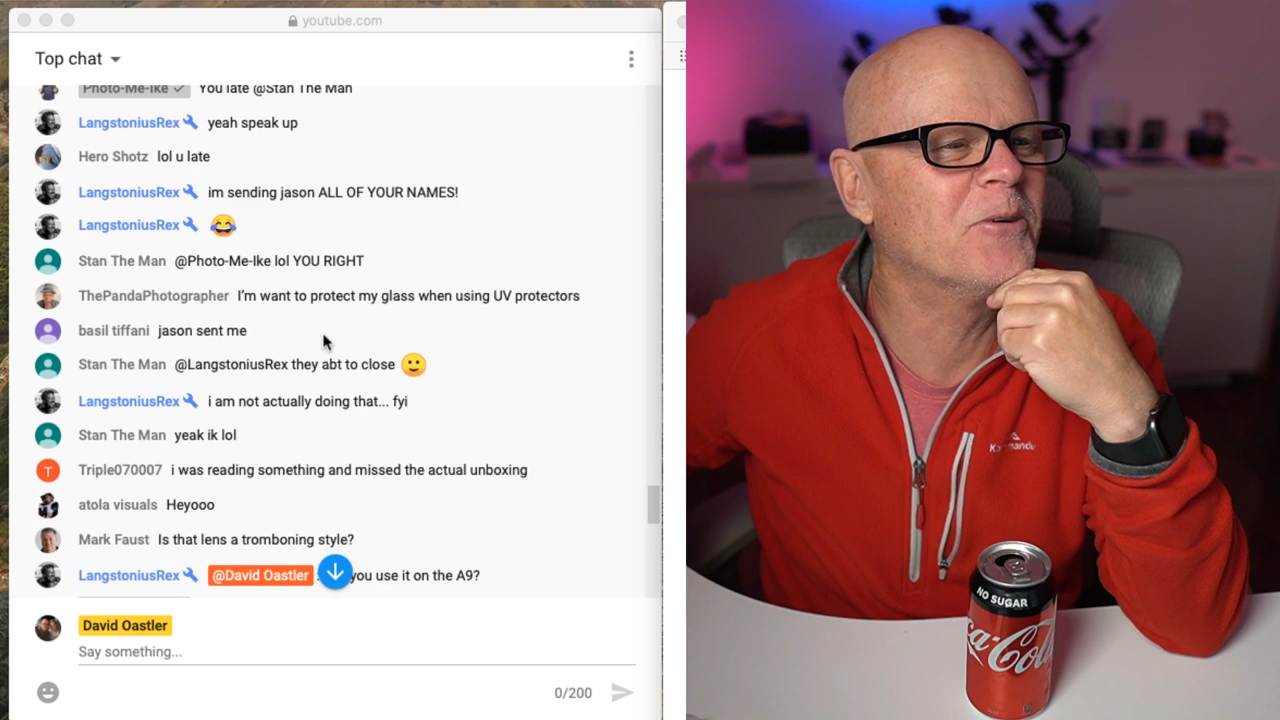 youtube.com
Top chat
Photo-Me-Ike You late @Stan The Man
LangstoniusRex yeah speak up
Hero Shotz lol u late
LangstoniusRex im sending jason ALL OF YOUR NAMES!
LangstoniusRex 😂
Stan The Man @Photo-Me-Ike lol YOU RIGHT
ThePandaPhotographer I'm want to protect my glass when using UV protectors
basil tiffani jason sent me
Stan The Man @LangstoniusRex they abt to close 🙂
LangstoniusRex i am not actually doing that... fyi
Stan The Man yeak ik lol
T Triple070007 i was reading something and missed the actual unboxing
atola visuals Heyooo
Mark Faust Is that lens a tromboning style?
LangstoniusRex @David Oastler you use it on the A9?
David Oastler
Say something...
0/200
Kathmandu
NO SUGAR
Ca-Cola